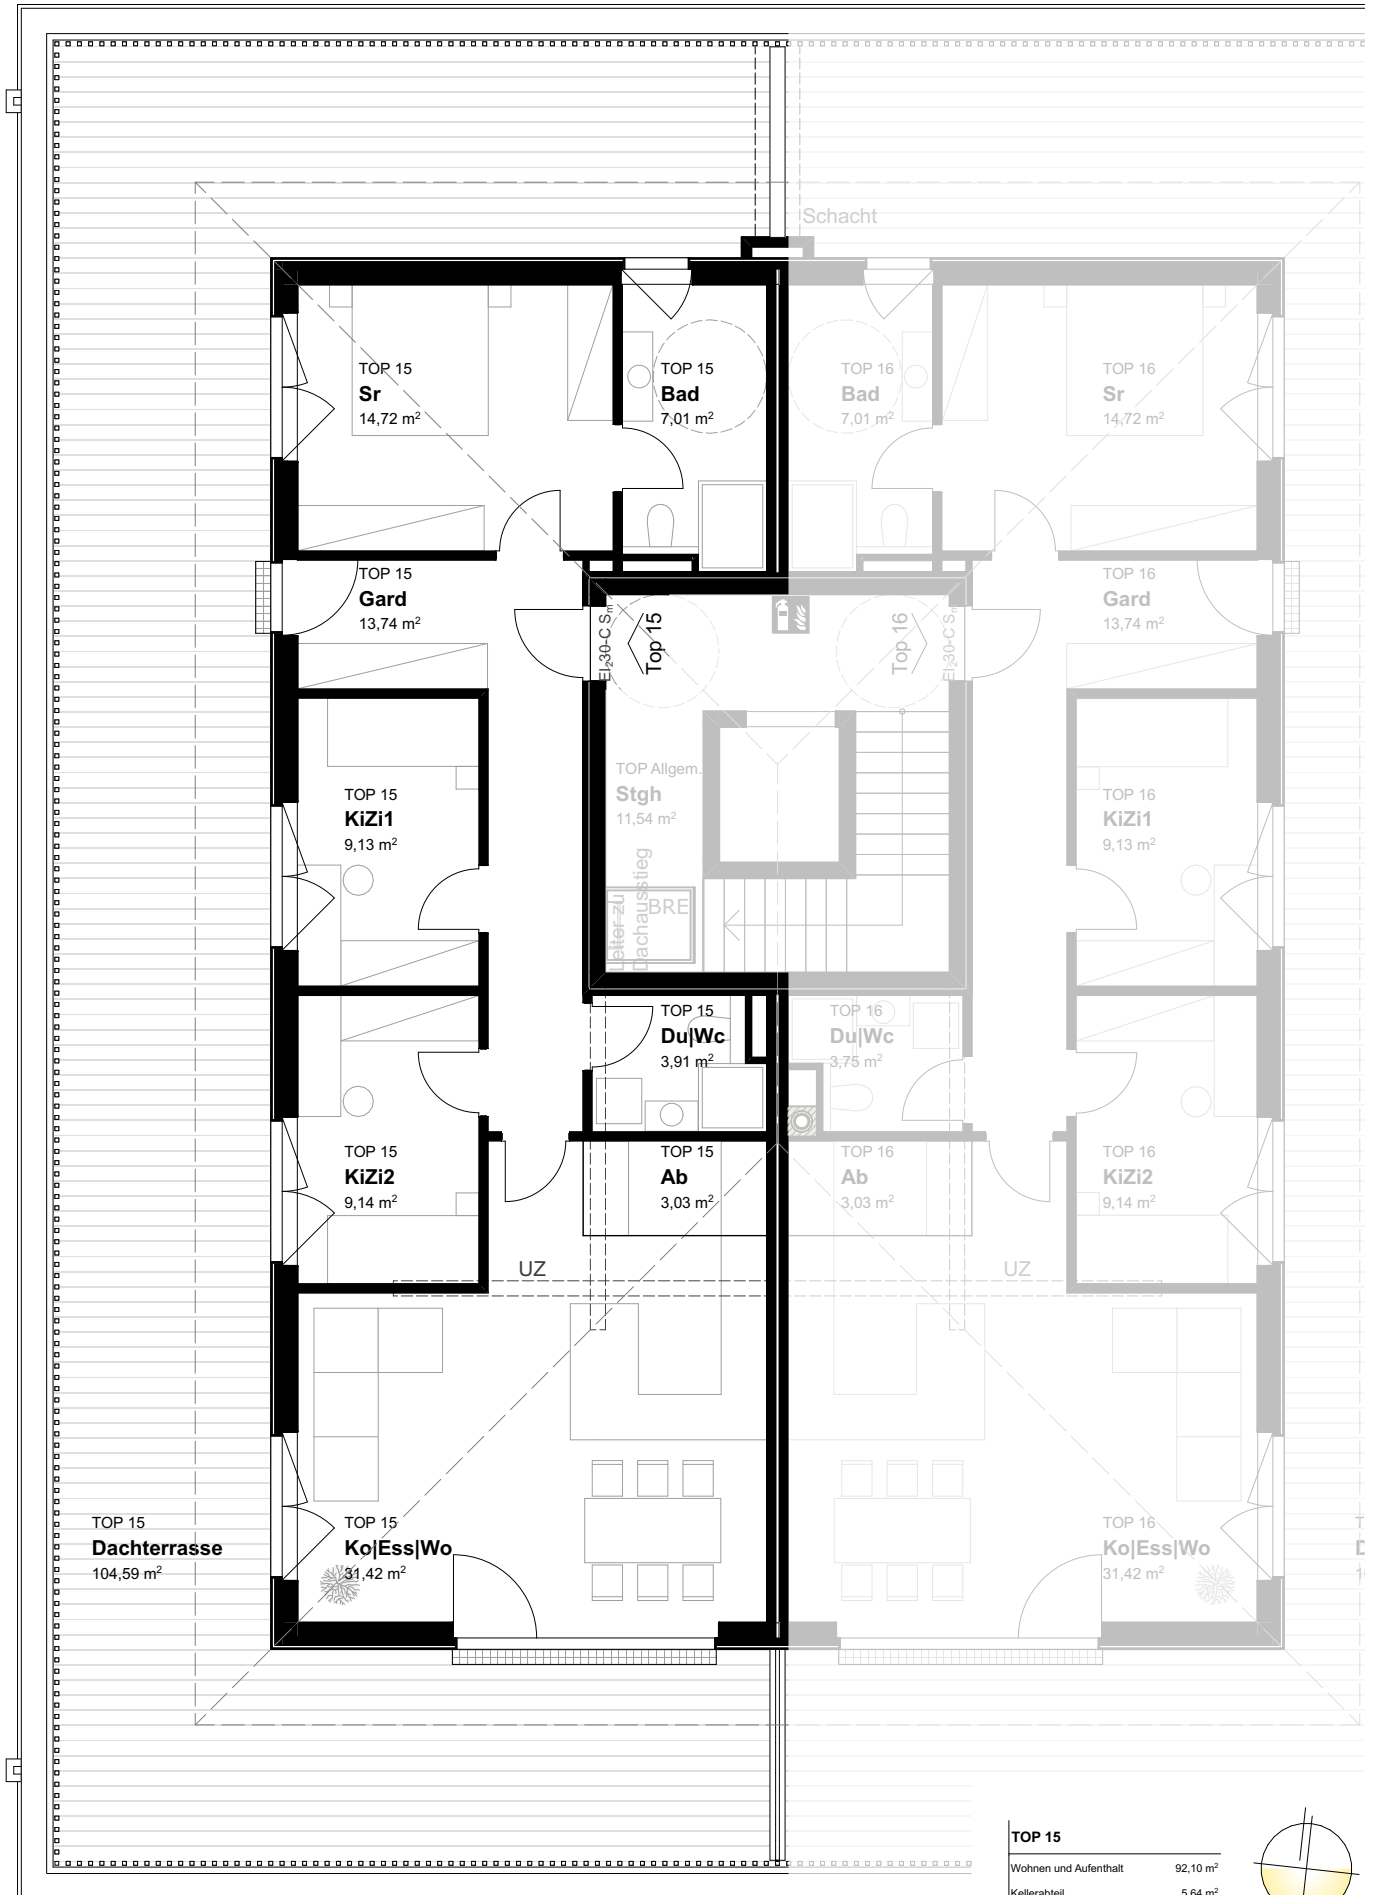 Schacht
TOP 15
Sr
14,72 m²
TOP 15
Bad
7,01 m²
TOP 16
Bad
7,01 m²
TOP 16
Sr
14,72 m²
TOP 15
Gard
13,74 m²
EI₂30-C Sₘ
Top 15
Top 16
EI₂30-C S
TOP 16
Gard
13,74 m²
TOP 15
KiZi1
9,13 m²
TOP Allgem.
Stgh
11,54 m²
TOP 16
KiZi1
9,13 m²
Leiter zu
Dachausstieg
BRE
TOP 15
Du|Wc
3,91 m²
TOP 16
Du|Wc
3,75 m²
TOP 15
KiZi2
9,14 m²
TOP 15
Ab
3,03 m²
TOP 16
Ab
3,03 m²
TOP 16
KiZi2
9,14 m²
UZ
UZ
TOP 15
Dachterrasse
104,59 m²
TOP 15
Ko|Ess|Wo
31,42 m²
TOP 16
Ko|Ess|Wo
31,42 m²
TOP 15
Wohnen und Aufenthalt 92,10 m²
Kellerabteil 5,64 m²